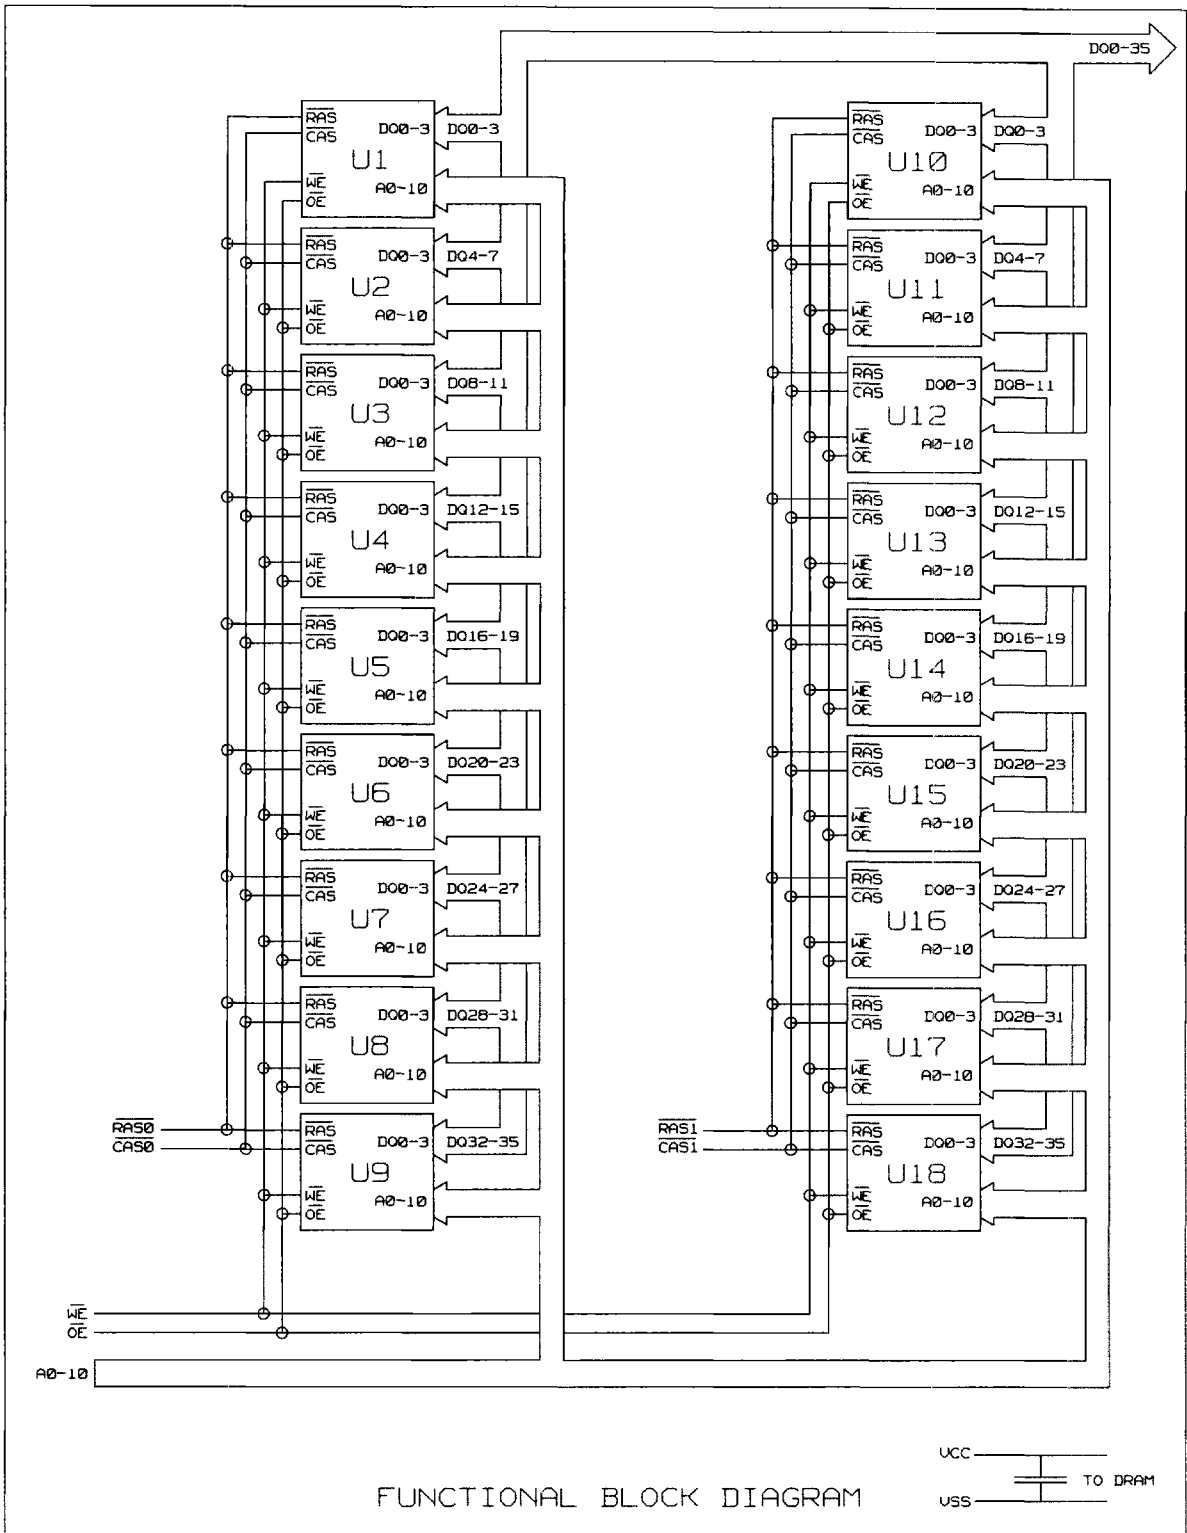 DQ0-35
RAS
CAS
DQ0-3 DQ0-3
U1
A0-10
WE
OE
RAS
CAS
DQ0-3 DQ4-7
U2
A0-10
WE
OE
RAS
CAS
DQ0-3 DQ8-11
U3
A0-10
WE
OE
RAS
CAS
DQ0-3 DQ12-15
U4
A0-10
WE
OE
RAS
CAS
DQ0-3 DQ16-19
U5
A0-10
WE
OE
RAS
CAS
DQ0-3 DQ20-23
U6
A0-10
WE
OE
RAS
CAS
DQ0-3 DQ24-27
U7
A0-10
WE
OE
RAS
CAS
DQ0-3 DQ28-31
U8
A0-10
WE
OE
RAS0
CAS0
RAS
CAS
DQ0-3 DQ32-35
U9
A0-10
WE
OE
RAS
CAS
DQ0-3 DQ0-3
U10
A0-10
WE
OE
RAS
CAS
DQ0-3 DQ4-7
U11
A0-10
WE
OE
RAS
CAS
DQ0-3 DQ8-11
U12
A0-10
WE
OE
RAS
CAS
DQ0-3 DQ12-15
U13
A0-10
WE
OE
RAS
CAS
DQ0-3 DQ16-19
U14
A0-10
WE
OE
RAS
CAS
DQ0-3 DQ20-23
U15
A0-10
WE
OE
RAS
CAS
DQ0-3 DQ24-27
U16
A0-10
WE
OE
RAS
CAS
DQ0-3 DQ28-31
U17
A0-10
WE
OE
RAS1
CAS1
RAS
CAS
DQ0-3 DQ32-35
U18
A0-10
WE
OE
WE
OE
A0-10
VCC
TO DRAM
VSS
FUNCTIONAL BLOCK DIAGRAM